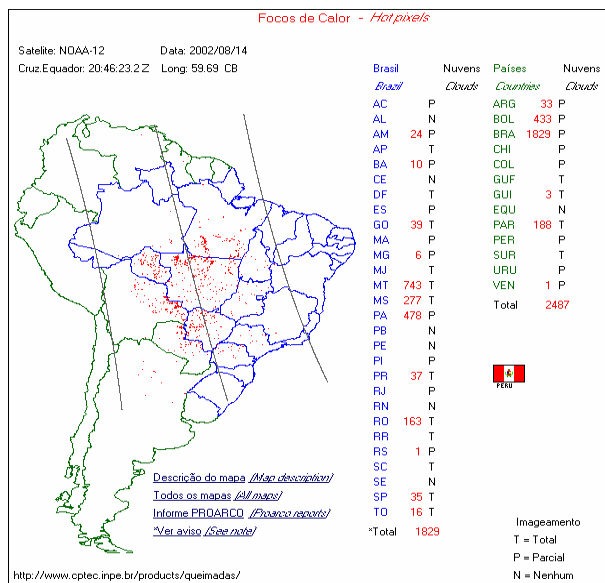 Focos de Calor - Hot pixels
Satelite: NOAA-12 Data: 2002/08/14
Cruz.Equador: 20:46:23.2 Z Long: 59.69 CB
Brasil Nuvens Países Nuvens
Brazil Clouds Countries Clouds
AC P ARG 33 P
AL N BOL 433 P
AM 24 P BRA 1829 P
AP T CHI P
BA 10 P COL P
CE N GUF T
DF T GUI 3 T
ES P EQU N
GO 39 T PAR 188 T
MA P PER P
MG 6 P SUR T
MJ T URU P
MT 743 T VEN 1 P
MS 277 T Total 2487
PA 478 P
PB N
PE N
PI P
PR 37 T
PERU
RJ P
RN N
RO 163 T
RR T
RS 1 P
SC T
SE N
SP 35 T
TO 16 T
*Total 1829
Descrição do mapa (Map description)
Todos os mapas (All maps)
Informe PROARCO (Proarco reports)
*Ver aviso (See note)
Imageamento
T = Total
P = Parcial
N = Nenhum
http://www.cptec.inpe.br/products/queimadas/